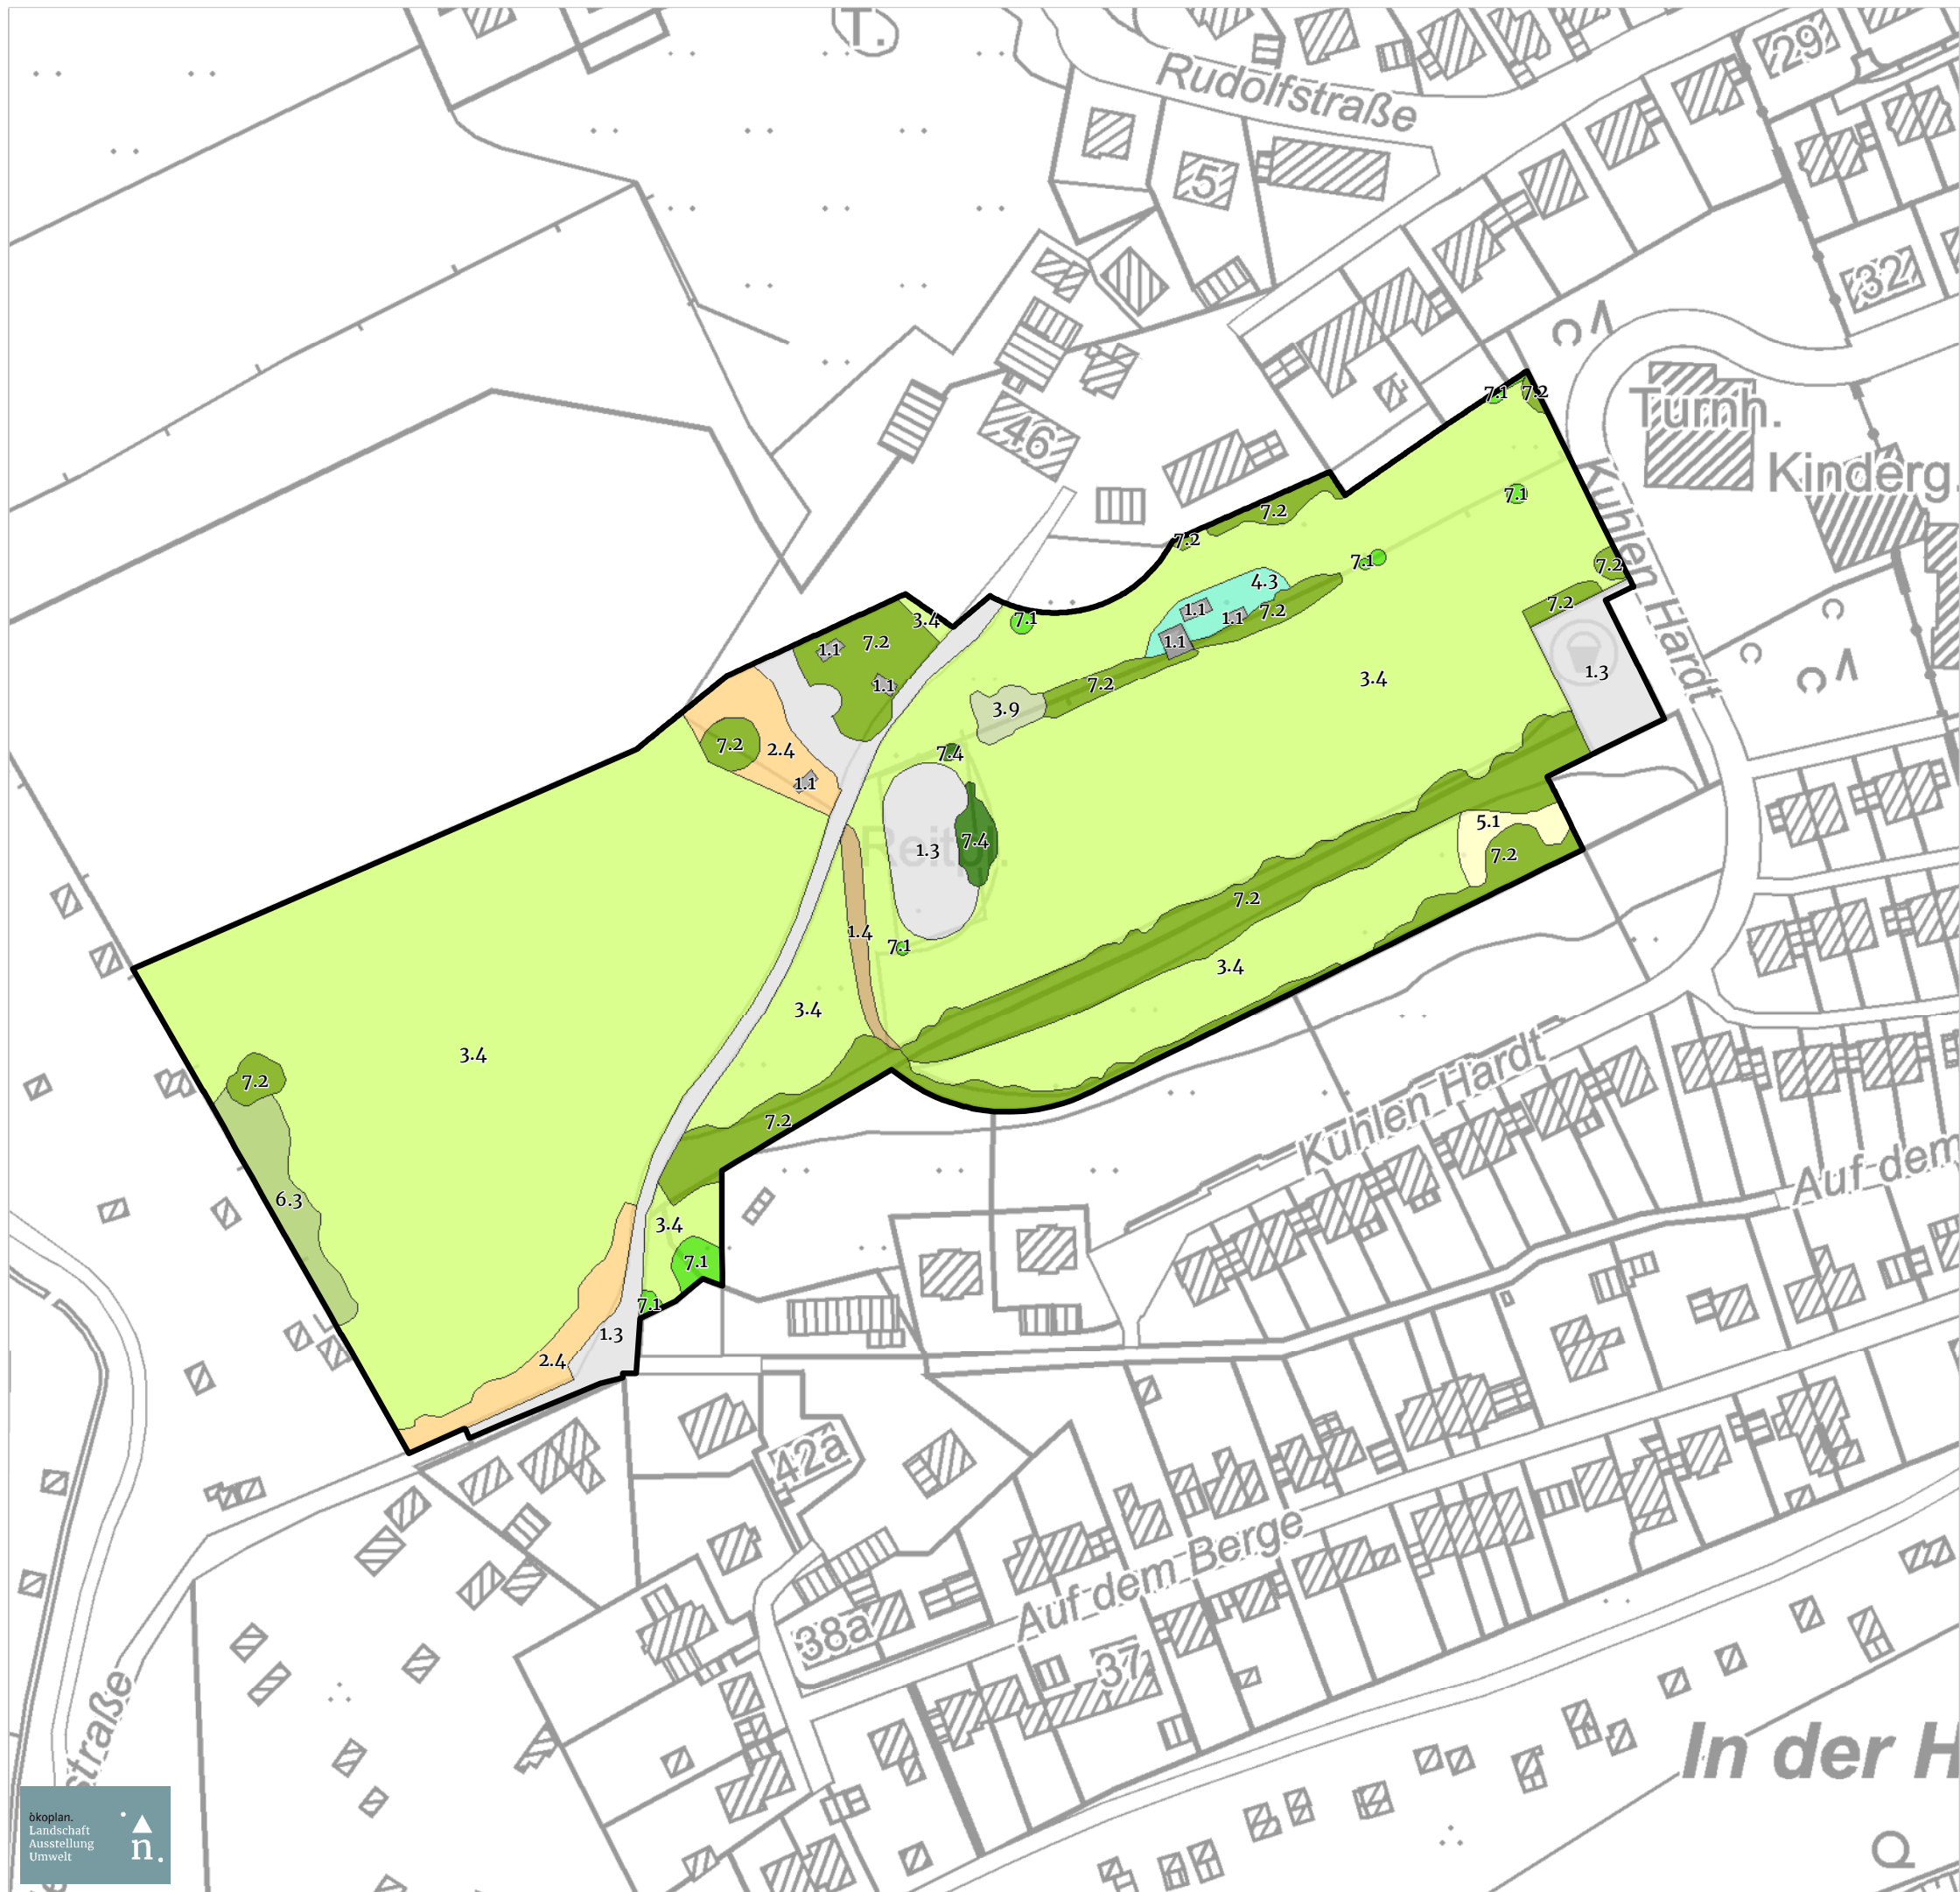 T.
29
Rudolfstraße
5
32
46
Turnh.
Kinderg.
7.1
7.2
7.1
7.2
7.2
7.1
7.2
4.3
1.1
1.1
7.2
1.1
7.2
1.3
Kuhlen Hardt
3.4
7.1
7.2
1.1
1.1
3.4
7.2
3.9
7.2
2.4
1.1
7.4
Reitpl.
1.3
7.4
5.1
7.2
7.2
1.4
7.1
3.4
3.4
3.4
7.2
7.2
6.3
3.4
7.1
7.1
1.3
2.4
Kuhlen Hardt
Auf dem
42a
Auf dem Berge
38a
37
straße
In der H
ökoplan.
Landschaft
Ausstellung
Umwelt
n.